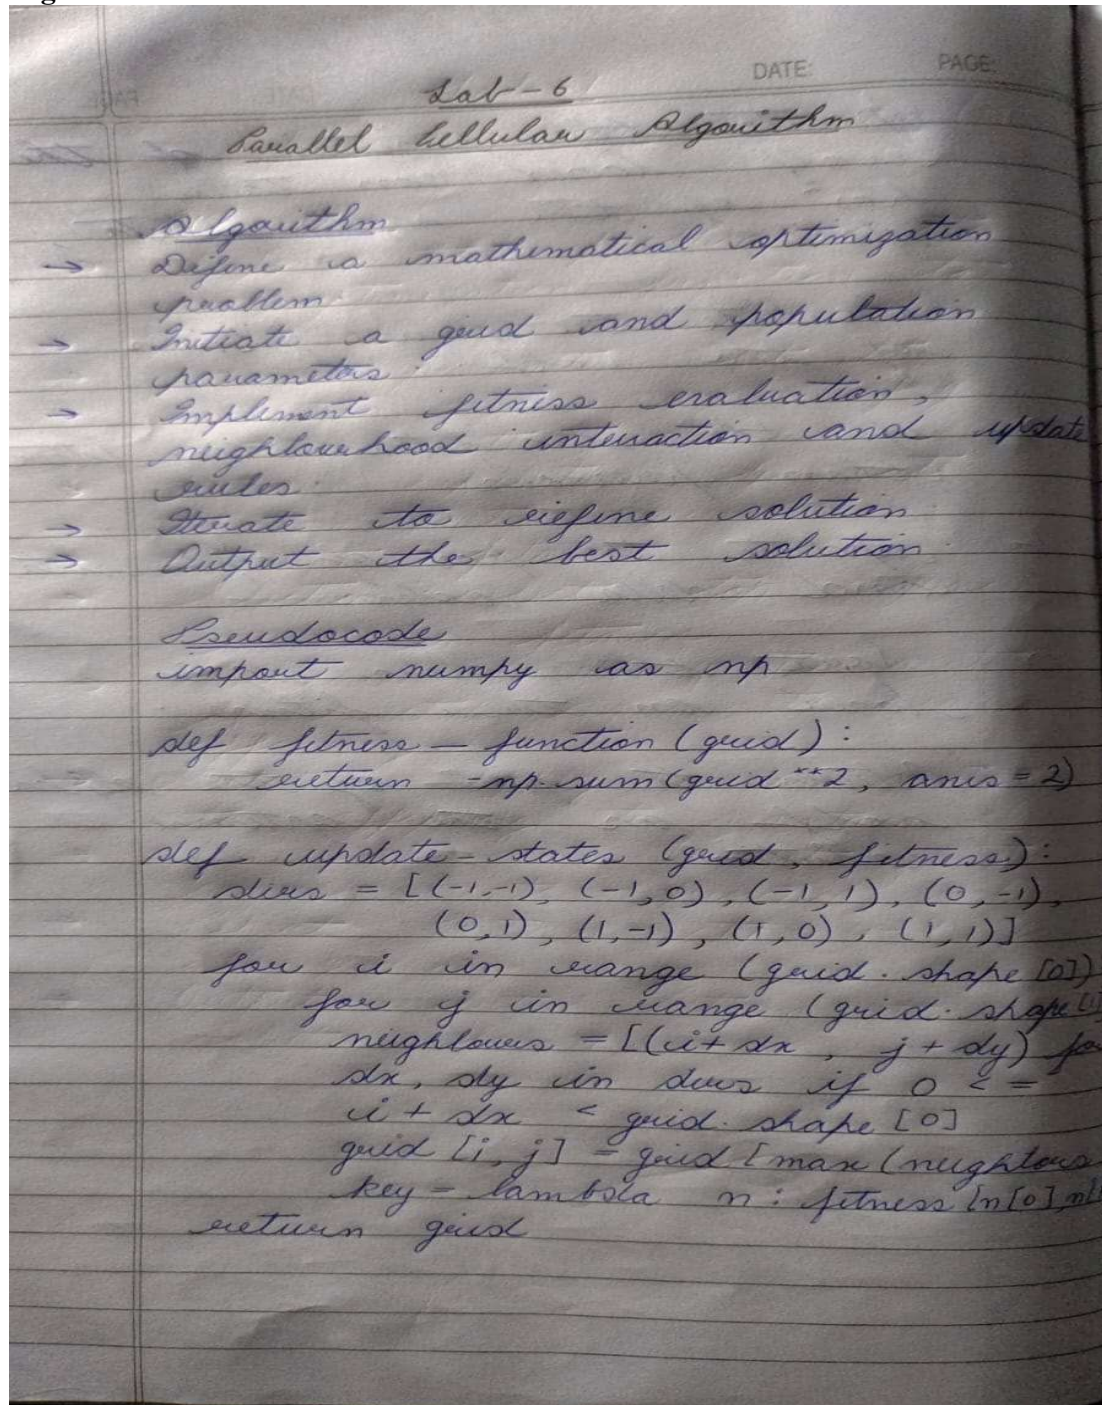 DATE: PAGE:
Lab - 6
Parallel Cellular Algorithm
Algorithm
→ Define a mathematical optimization
problem
→ Initiate a grid and population
parameters
→ Implement fitness evaluation,
neighbourhood interaction and update
rules
→ Iterate to refine solution
→ Output the best solution
Pseudocode
import numpy as np
def fitness_function (grid):
return -np.sum(grid **2, axis = 2)
def update_states (grid, fitness):
dirs = [(-1,-1), (-1,0), (-1,1), (0,-1),
(0,1), (1,-1), (1,0), (1,1)]
for i in range (grid.shape [0])
for j in range (grid.shape [1]
neighbours = [(i+dx, j+dy) for
dx, dy in dirs if 0 <=
i + dx < grid.shape [0]
grid [i, j] = grid [max (neighbours
key = lambda n: fitness [n[0], n[
return grid